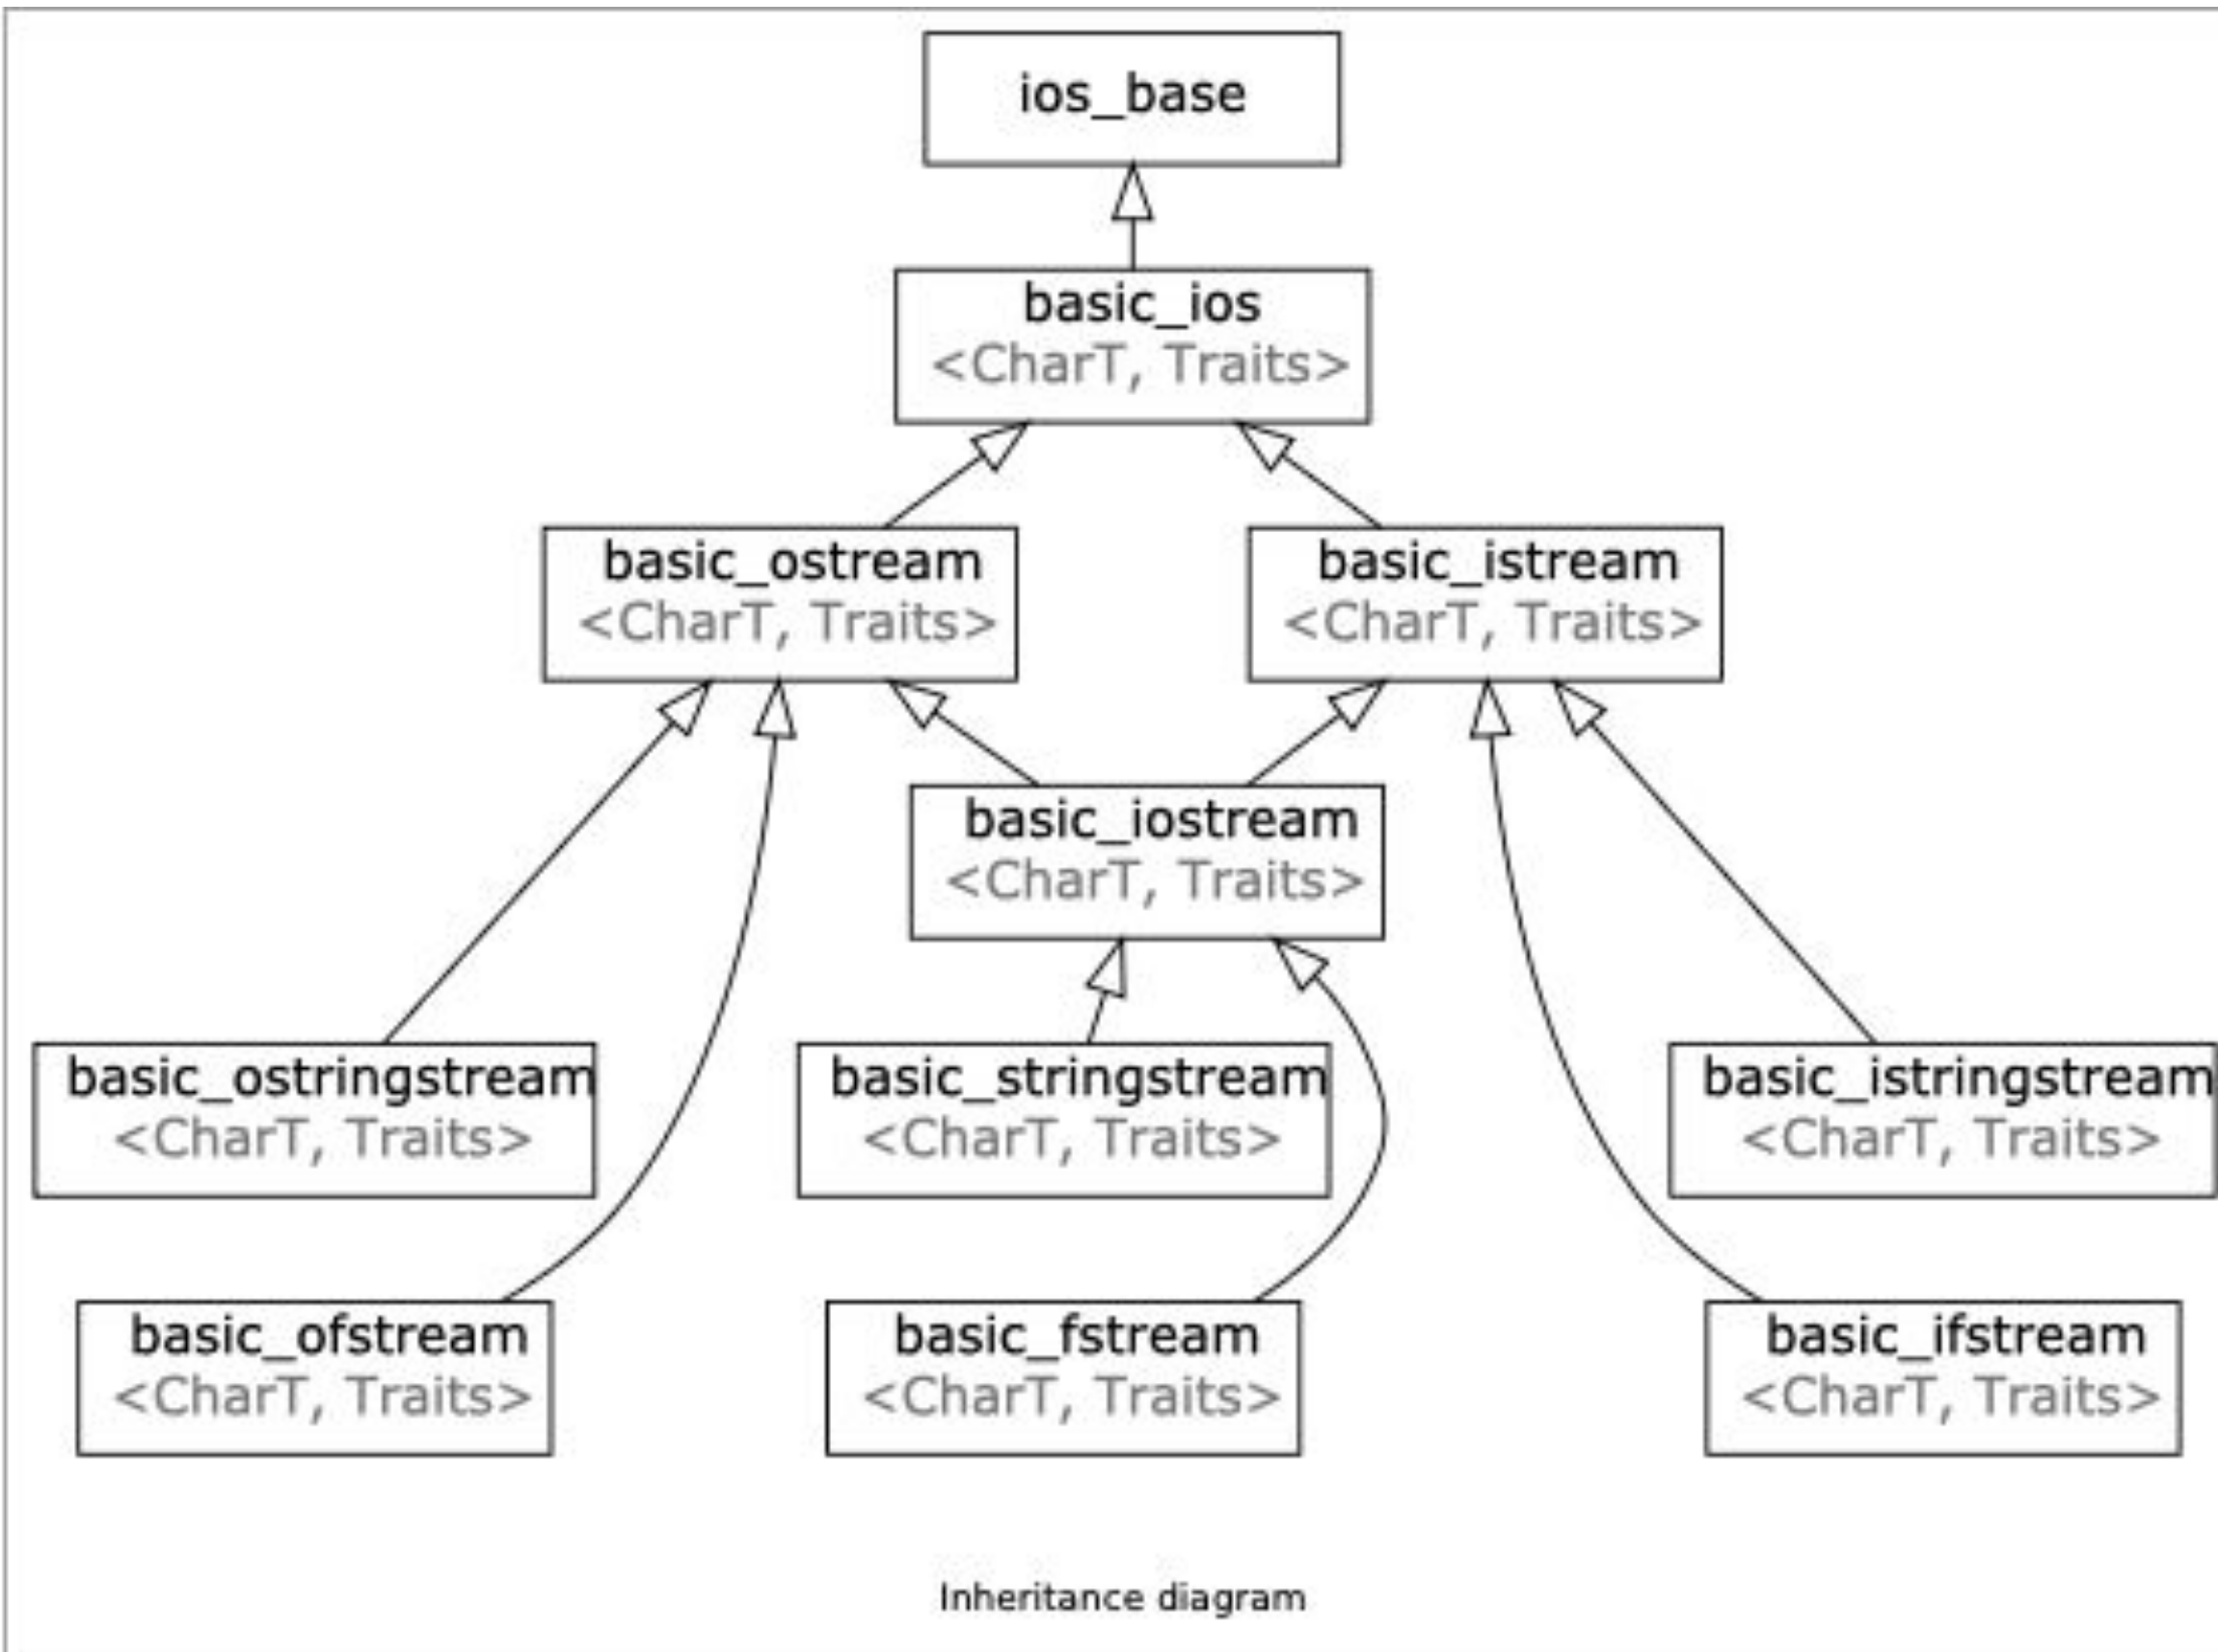 ios_base
basic_ios
<CharT, Traits>
basic_ostream
<CharT, Traits>
basic_istream
<CharT, Traits>
basic_iostream
<CharT, Traits>
basic_ostringstream
<CharT, Traits>
basic_stringstream
<CharT, Traits>
basic_istringstream
<CharT, Traits>
basic_ofstream
<CharT, Traits>
basic_fstream
<CharT, Traits>
basic_ifstream
<CharT, Traits>
Inheritance diagram